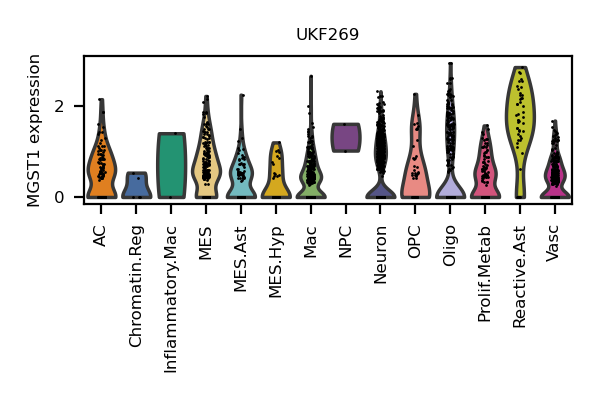 UKF269
MGST1 expression
2
0
AC
Chromatin.Reg
Inflammatory.Mac
MES
MES.Ast
MES.Hyp
Mac
NPC
Neuron
OPC
Oligo
Prolif.Metab
Reactive.Ast
Vasc